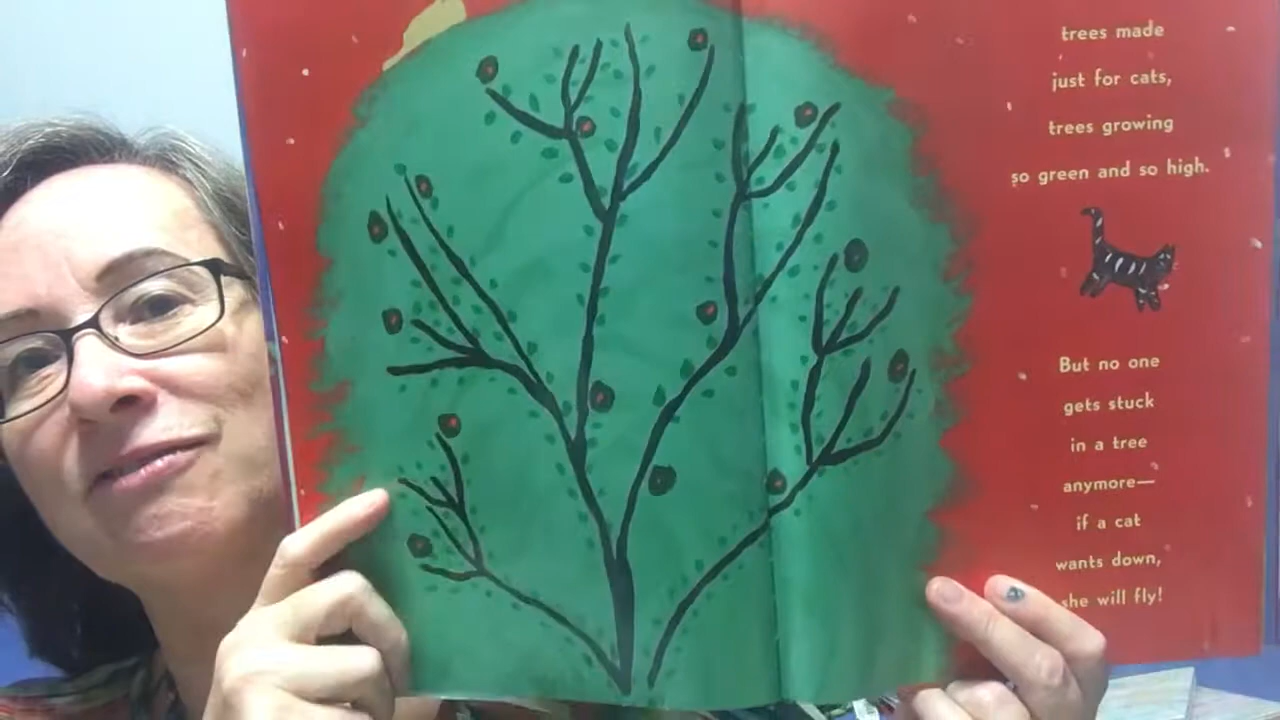 trees made
just for cats,
trees growing
so green and so high.
But no one
gets stuck
in a tree
anymore—
if a cat
wants down,
she will fly!